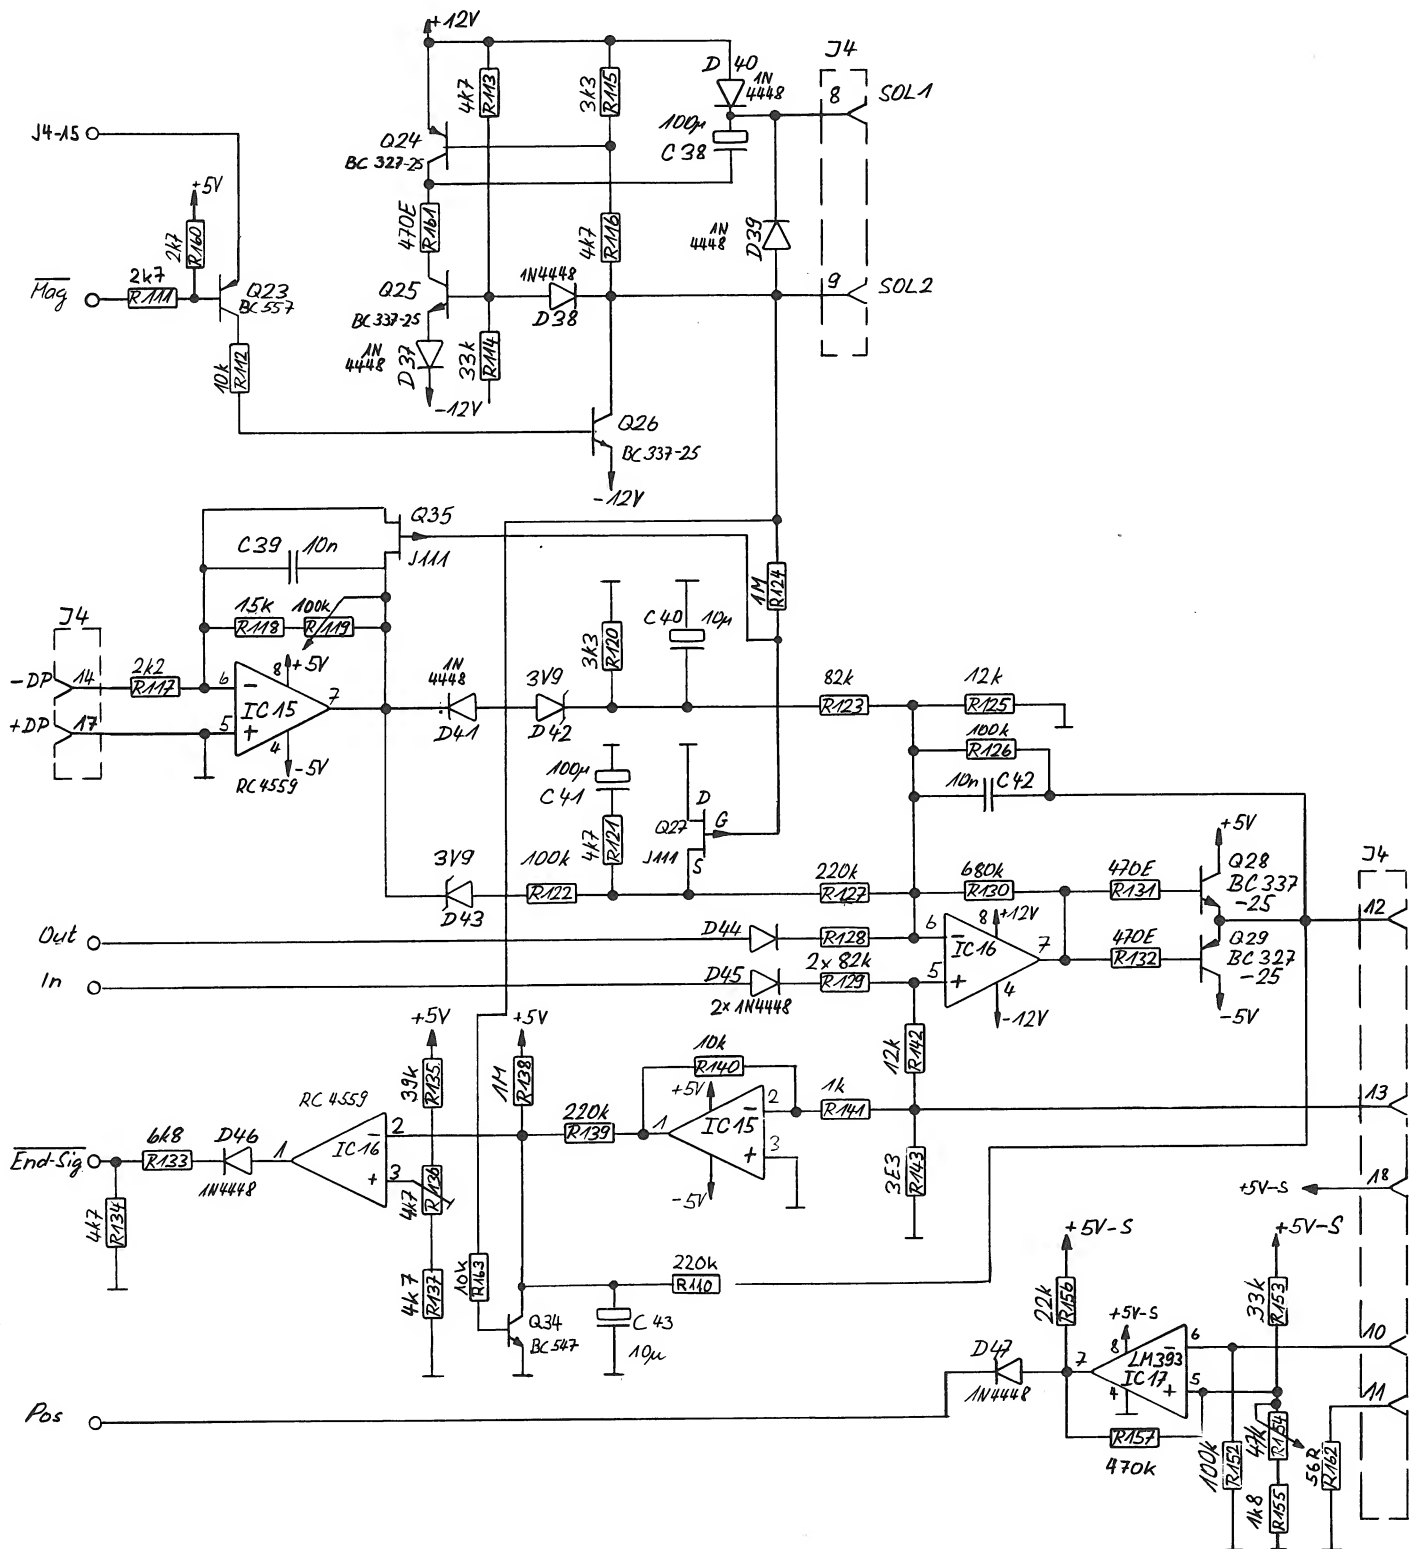 +12V
J4
D 40
1N
4448
8
SOL1
4k7
R113
3k3
R115
100µ
C 38
J4-15
Q24
BC 327-25
+5V
2k7
R160
470E
R161
4k7
R116
1N
4448
D39
Mag
2k7
R111
Q23
BC 557
Q25
BC 337-25
1N4448
D38
9
SOL2
10k
R112
1N
4448
D37
33k
R114
-12V
Q26
BC 337-25
-12V
Q35
J111
C39
10n
1M
R124
J4
15k
R118
100k
R119
3k3
R120
C40
10µ
-DP
14
2k2
R117
6
-
8
+5V
IC15
7
1N
4448
D41
3V9
D42
82k
R123
12k
R125
+DP
17
5
+
4
-5V
RC4559
100k
R126
100µ
C41
D
10n
C42
4k7
R121
Q27
J111
G
S
+5V
Q28
BC 337
-25
J4
3V9
D43
100k
R122
220k
R127
680k
R130
470E
R131
12
Out
D44
R128
6
-
8
+12V
IC16
7
470E
R132
Q29
BC 327
-25
In
D45
2x 1N4448
2x 82k
R129
5
+
4
-12V
-5V
+5V
39k
R135
+5V
1M
R138
10k
R140
12k
R142
RC 4559
220k
R139
+5V
1
IC15
-
2
1k
R141
13
End-Sig
6k8
R133
D46
1N4448
1
IC16
-
2
+
3
4k7
R136
-5V
+
3
3E3
R143
+5V-S
18
4k7
R134
4k7
R137
10k
R163
220k
R110
+5V-S
22k
R156
+5V-S
33k
R153
Q34
BC 547
C 43
10µ
D47
1N4448
+5V-S
8
7
LM393
IC17
-
6
10
4
+
5
11
Pos
R157
470k
100k
R152
47k
R154
1k8
R155
56R
R162